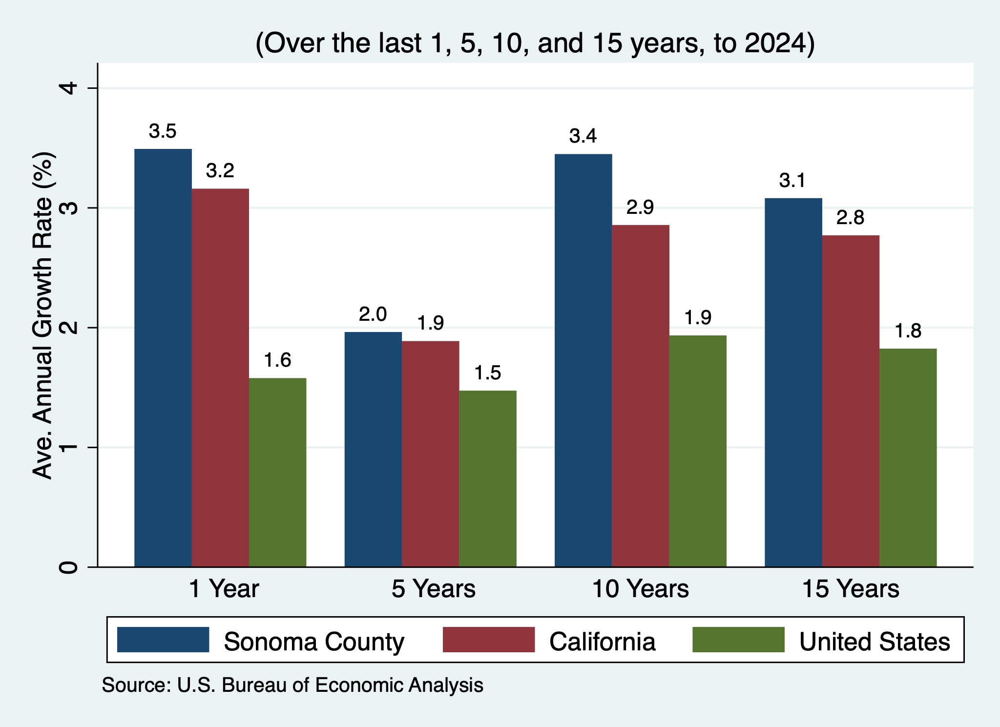 (Over the last 1, 5, 10, and 15 years, to 2024)
Ave. Annual Growth Rate (%)
4
3
2
1
0
3.5
3.2
1.6
2.0
1.9
1.5
3.4
2.9
1.9
3.1
2.8
1.8
1 Year
5 Years
10 Years
15 Years
Sonoma County
California
United States
Source: U.S. Bureau of Economic Analysis